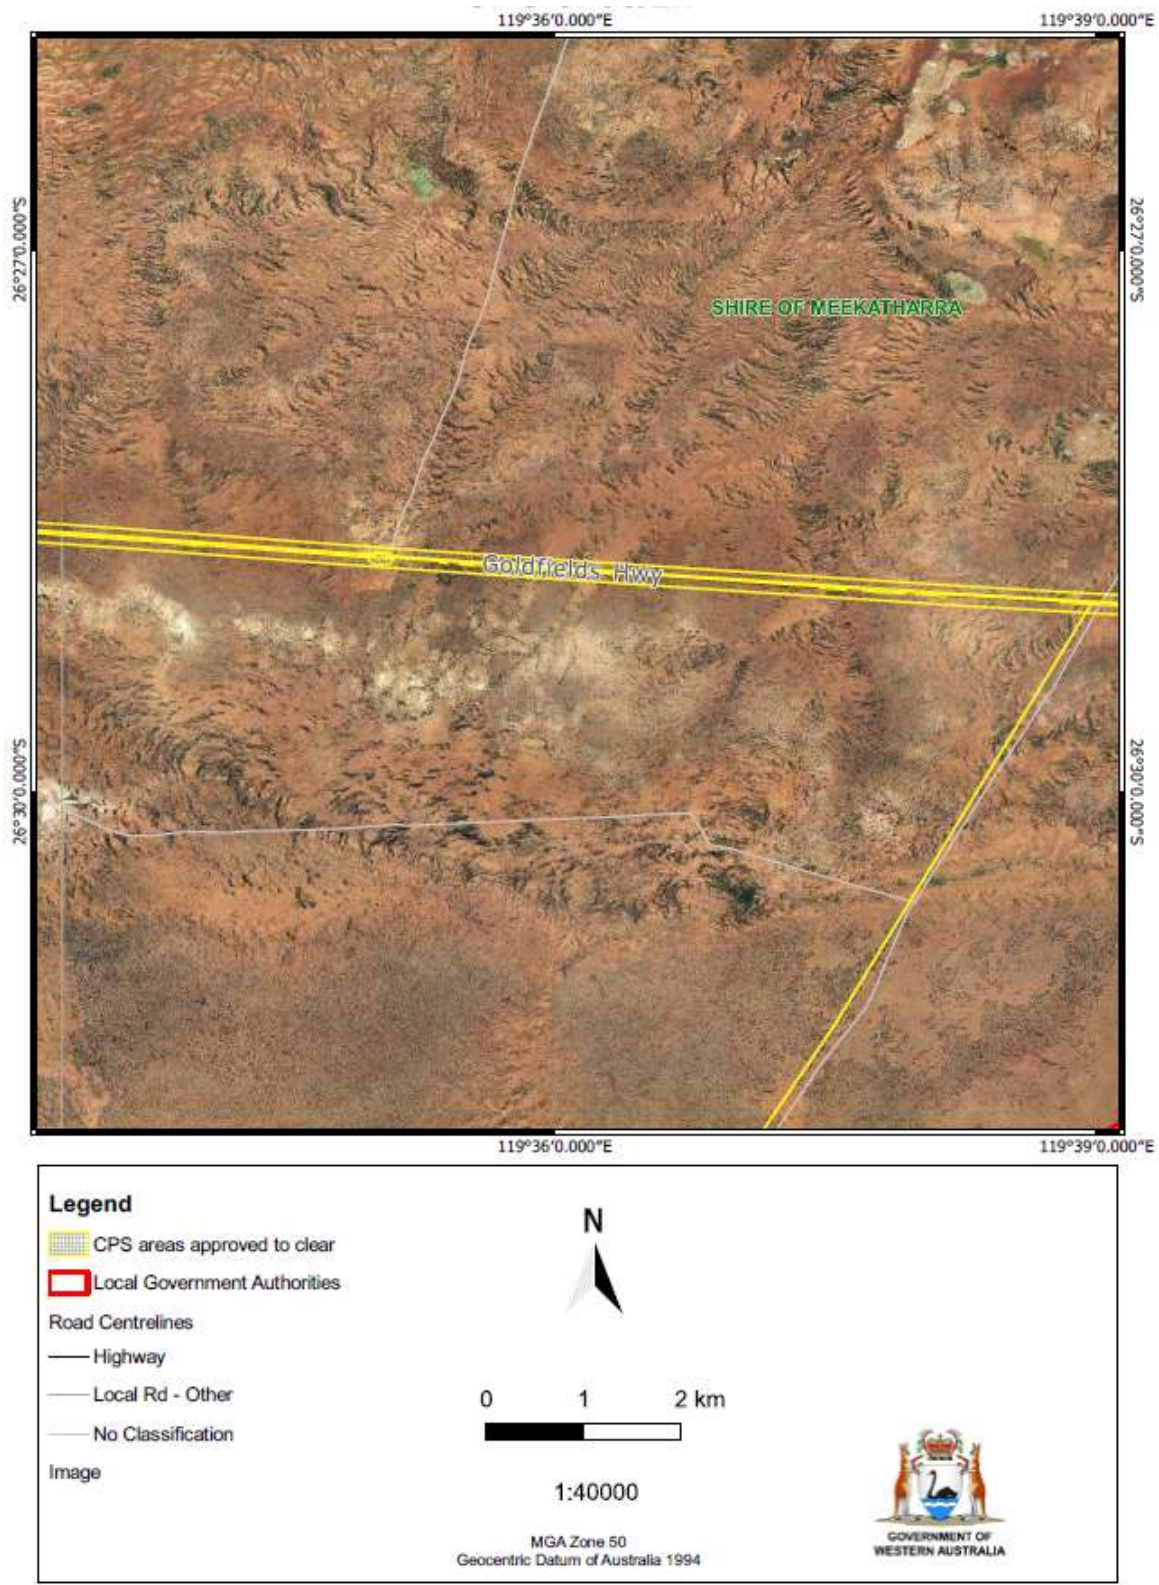 119°36'0.000"E
119°39'0.000"E
26°27'0.000"S
26°27'0.000"S
SHIRE OF MEEKATHARRA
Goldfields Hwy
26°30'0.000"S
26°30'0.000"S
119°36'0.000"E
119°39'0.000"E
Legend
CPS areas approved to clear
Local Government Authorities
Road Centrelines
Highway
Local Rd - Other
No Classification
Image
N
0 1 2 km
1:40000
MGA Zone 50
Geocentric Datum of Australia 1994
GOVERNMENT OF
WESTERN AUSTRALIA